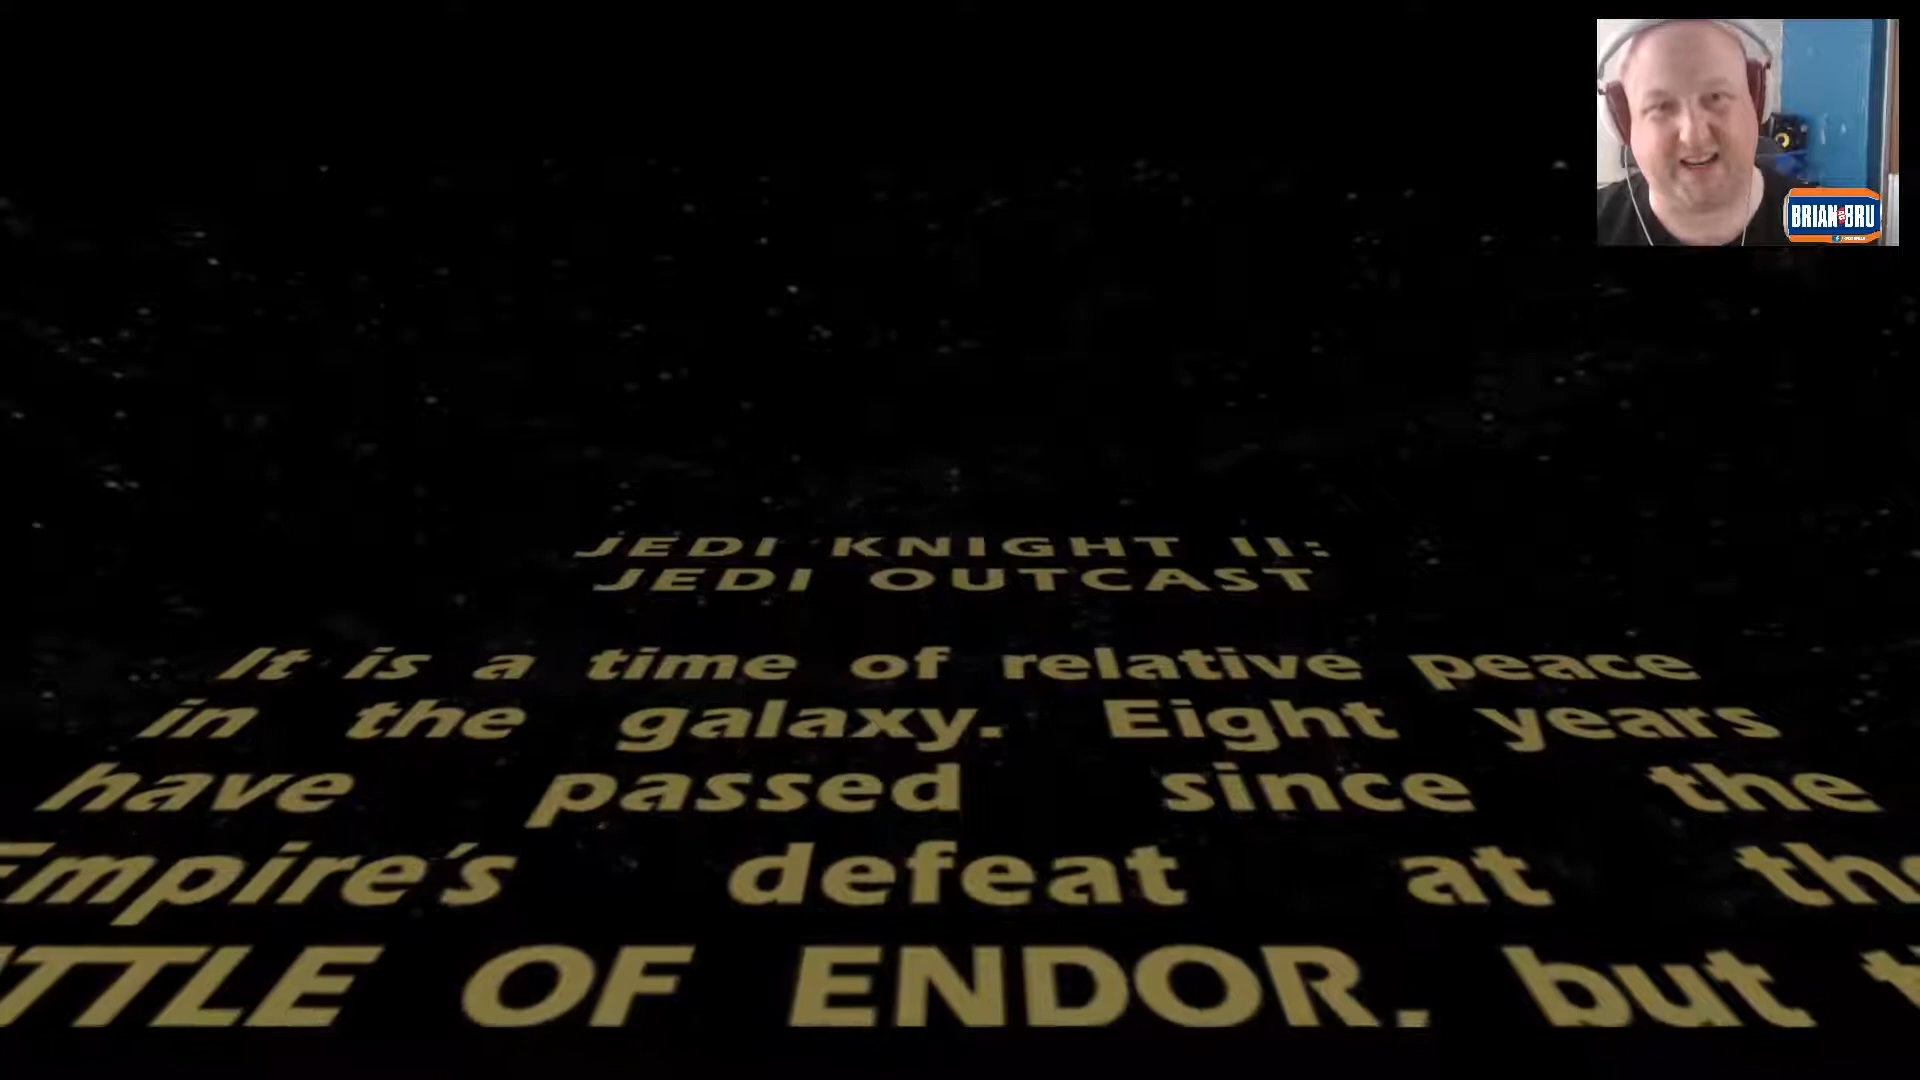 BRIAN BRU
JEDI KNIGHT II:
JEDI OUTCAST
It is a time of relative peace
in the galaxy. Eight years
have passed since the
Empire's defeat at the
TTLE OF ENDOR. but t